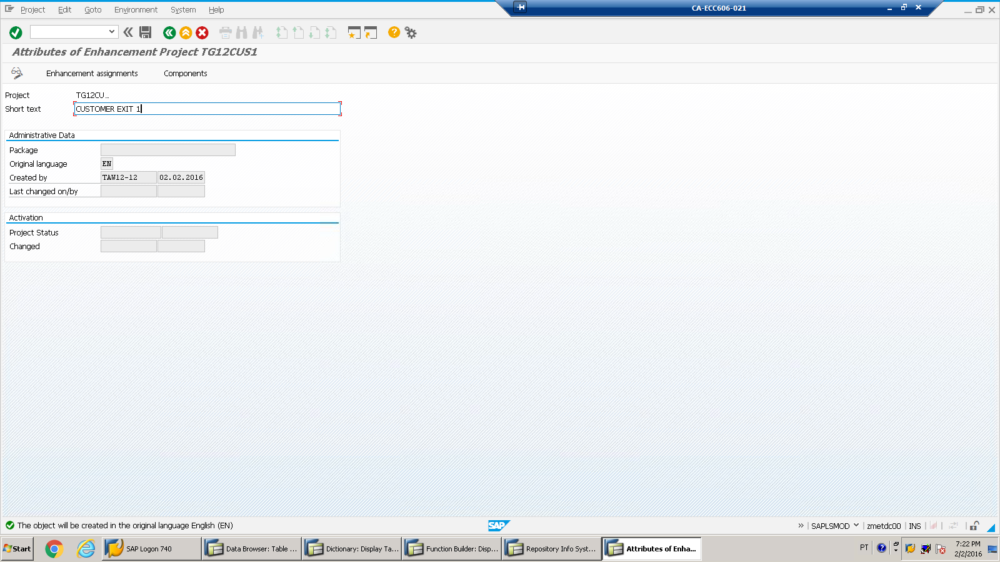 Project Edit Goto Environment System Help
CA-ECC606-021
Attributes of Enhancement Project TG12CUS1
Enhancement assignments Components
Project TG12CU...
Short text CUSTOMER EXIT 1
Administrative Data
Package
Original language EN
Created by TAW12-12 02.02.2016
Last changed on/by
Activation
Project Status
Changed
The object will be created in the original language English (EN)
SAP
SAPLSMOD zmetdc00 INS
Start
SAP Logon 740
Data Browser: Table ...
Dictionary: Display Ta...
Function Builder: Disp...
Repository Info Syst...
Attributes of Enha...
PT
7:22 PM
2/2/2016